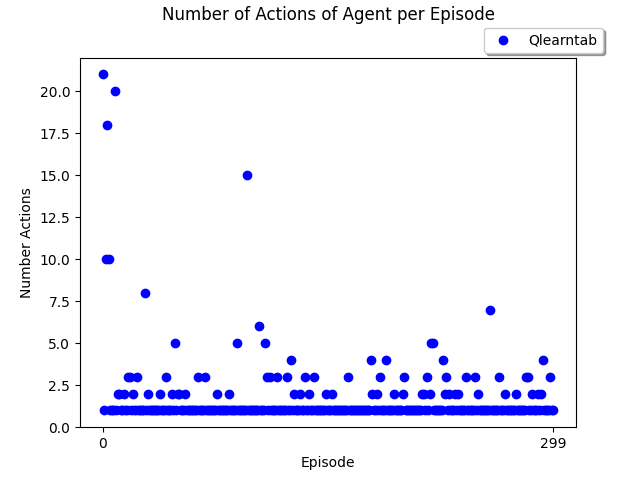 Number of Actions of Agent per Episode
Qlearntab
20.0
17.5
15.0
12.5
10.0
7.5
5.0
2.5
0.0
Number Actions
0
299
Episode